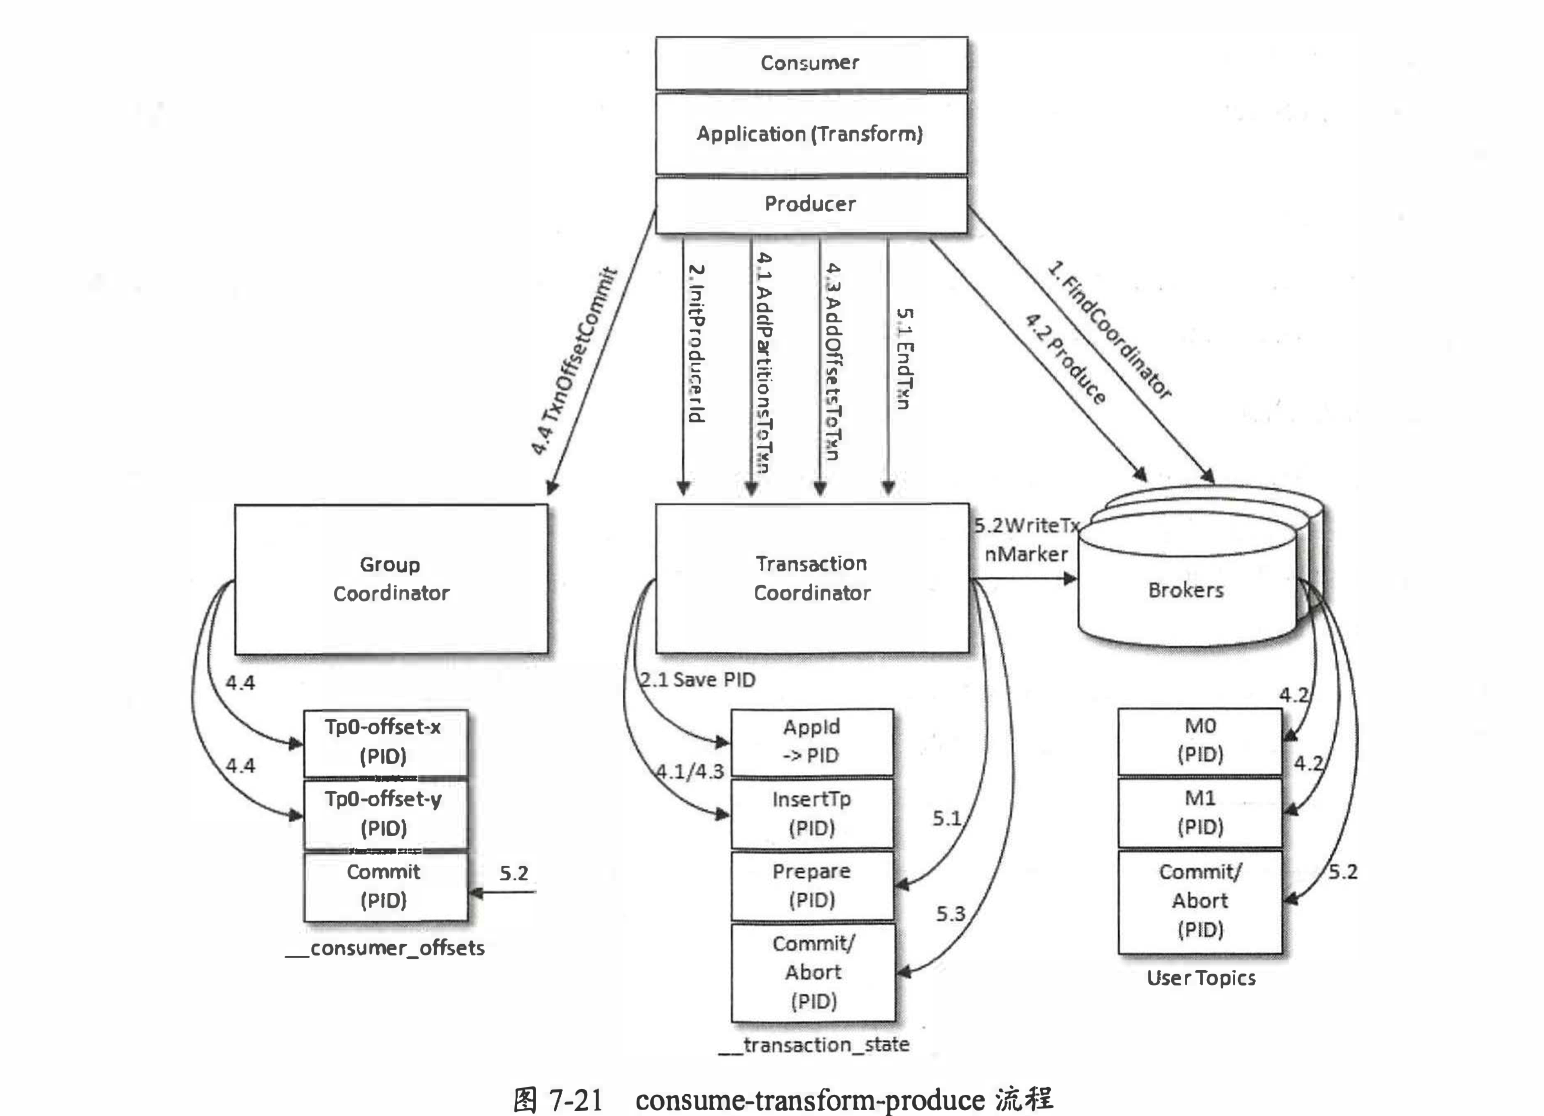 Consumer
Application (Transform)
Producer
4.4 TxnOffsetCommit
2. InitProducerId
4.1 AddPartitionsToTxn
4.3 AddOffsetsToTxn
5.1 EndTxn
4.2 Produce
1. FindCoordinator
Group
Coordinator
Transaction
Coordinator
5.2WriteTx
nMarker
Brokers
4.4
4.4
Tp0-offset-x
(PID)
Tp0-offset-y
(PID)
Commit
(PID)
5.2
__consumer_offsets
2.1 Save PID
4.1/4.3
AppId
-> PID
InsertTp
(PID)
Prepare
(PID)
Commit/
Abort
(PID)
5.1
5.3
__transaction_state
4.2
4.2
5.2
M0
(PID)
M1
(PID)
Commit/
Abort
(PID)
User Topics
图 7-21 consume-transform-produce 流程